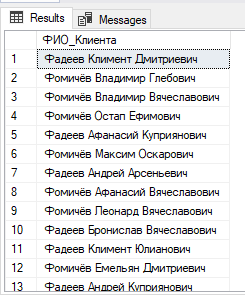 Results Messages
ФИО_Клиента
1 Фадеев Климент Дмитриевич
2 Фомичёв Владимир Глебович
3 Фомичёв Владимир Вячеславович
4 Фомичёв Остап Ефимович
5 Фадеев Афанасий Куприянович
6 Фомичёв Максим Оскарович
7 Фадеев Андрей Арсеньевич
8 Фомичёв Афанасий Вячеславович
9 Фомичёв Леонард Вячеславович
10 Фадеев Бронислав Вячеславович
11 Фадеев Климент Юлианович
12 Фомичёв Емельян Дмитриевич
13 Фадеев Андрей Куприянович